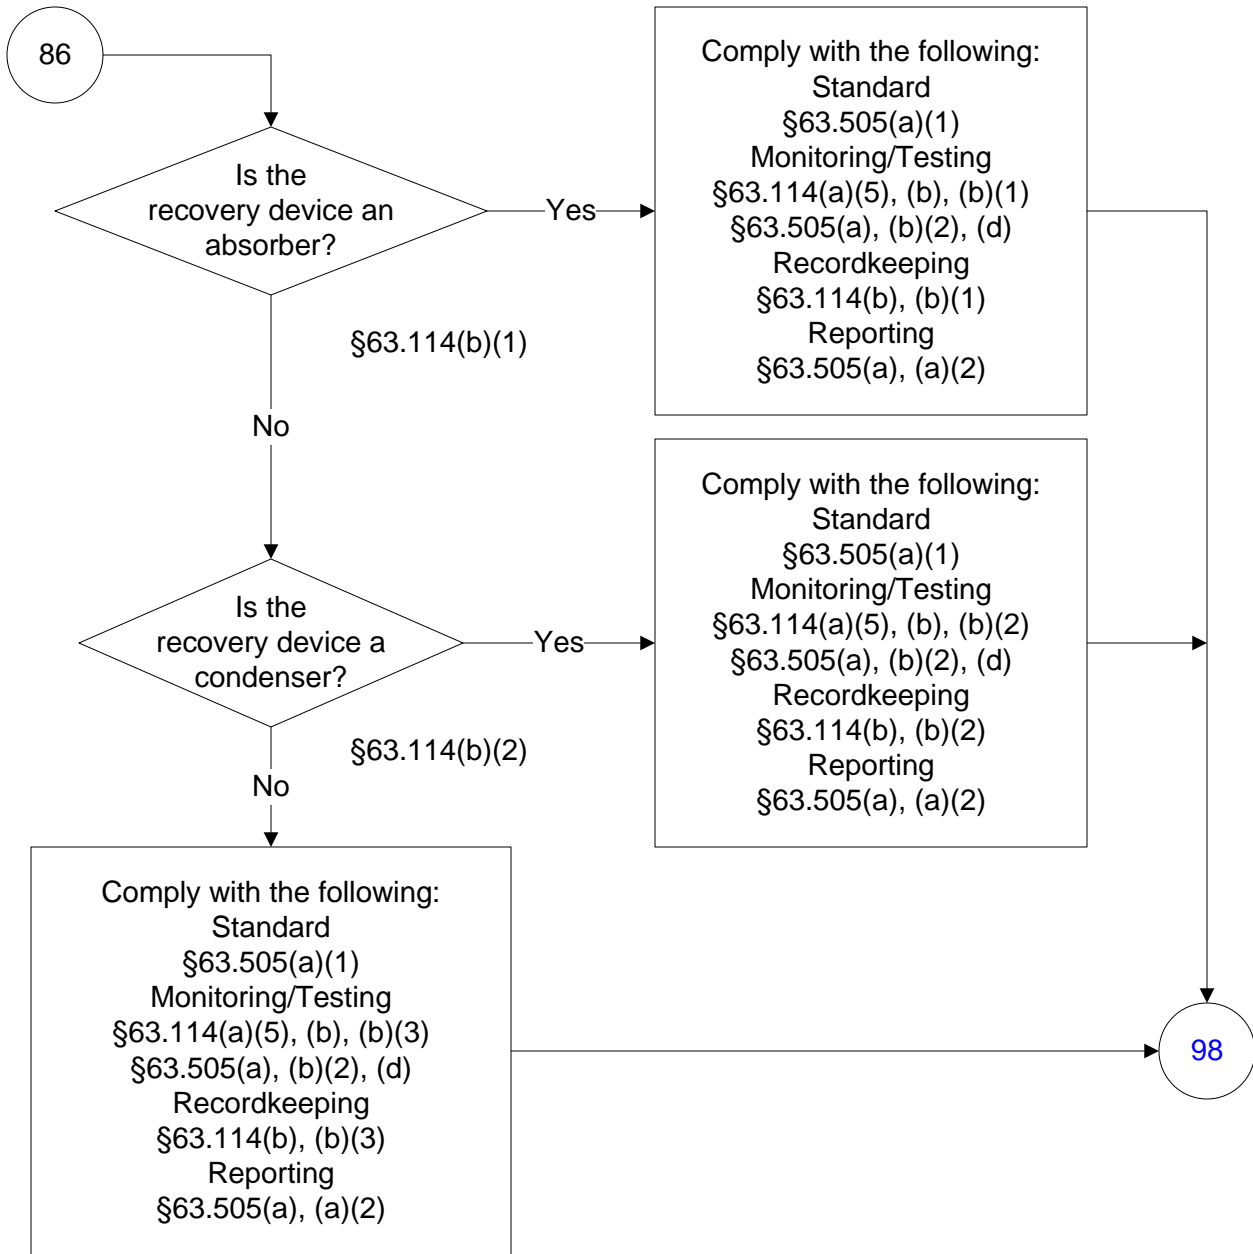 86
Is the
recovery device an
absorber?
Yes
Comply with the following:
Standard
§63.505(a)(1)
Monitoring/Testing
§63.114(a)(5), (b), (b)(1)
§63.505(a), (b)(2), (d)
Recordkeeping
§63.114(b), (b)(1)
Reporting
§63.505(a), (a)(2)
§63.114(b)(1)
No
Is the
recovery device a
condenser?
Yes
Comply with the following:
Standard
§63.505(a)(1)
Monitoring/Testing
§63.114(a)(5), (b), (b)(2)
§63.505(a), (b)(2), (d)
Recordkeeping
§63.114(b), (b)(2)
Reporting
§63.505(a), (a)(2)
§63.114(b)(2)
No
Comply with the following:
Standard
§63.505(a)(1)
Monitoring/Testing
§63.114(a)(5), (b), (b)(3)
§63.505(a), (b)(2), (d)
Recordkeeping
§63.114(b), (b)(3)
Reporting
§63.505(a), (a)(2)
98